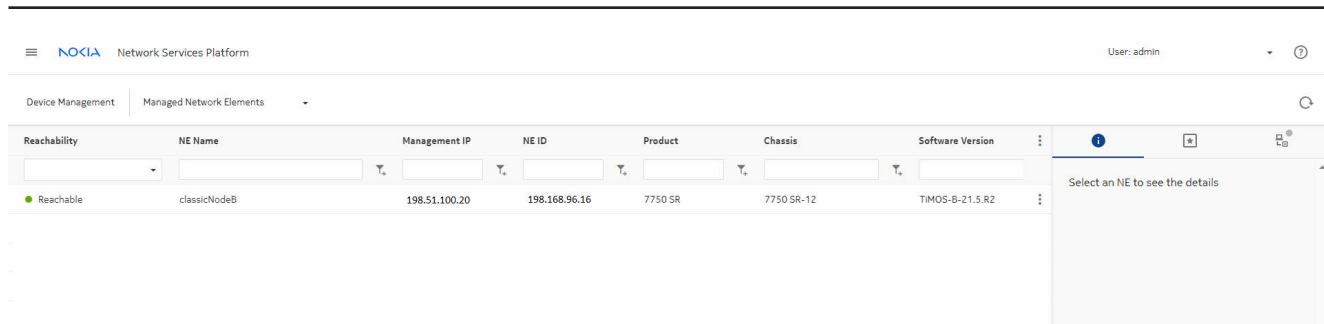 NOKIA Network Services Platform User: admin
Device Management Managed Network Elements
Reachability NE Name Management IP NE ID Product Chassis Software Version
Select an NE to see the details
Reachable classicNodeB 198.51.100.20 198.168.96.16 7750 SR 7750 SR-12 TiMOS-B-21.5.R2